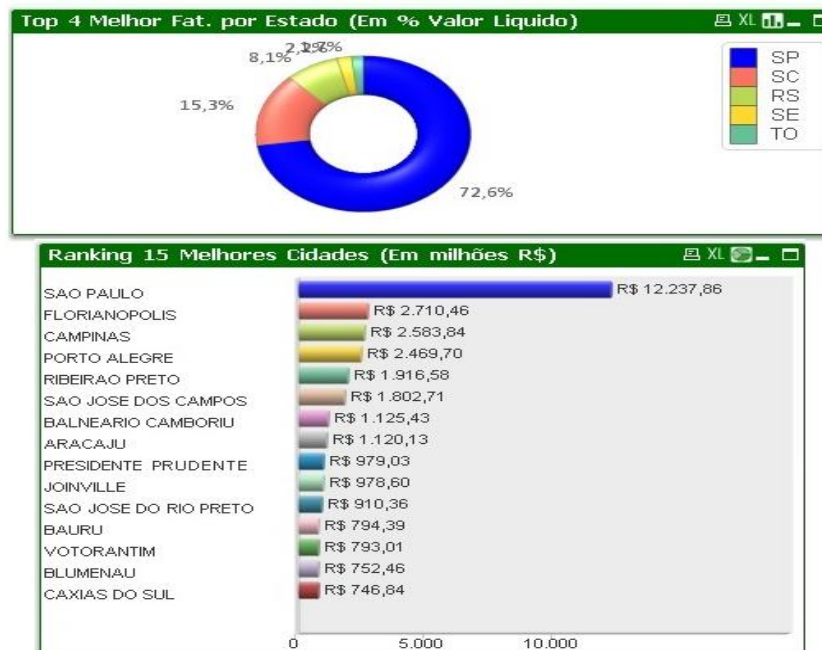 Top 4 Melhor Fat. por Estado (Em % Valor Liquido) XL
8,1%
15,3%
72,6%
SP
SC
RS
SE
TO
Ranking 15 Melhores Cidades (Em milhões R$) XL
SAO PAULO R$ 12.237,86
FLORIANOPOLIS R$ 2.710,46
CAMPINAS R$ 2.583,84
PORTO ALEGRE R$ 2.469,70
RIBEIRAO PRETO R$ 1.916,58
SAO JOSE DOS CAMPOS R$ 1.802,71
BALNEARIO CAMBORIU R$ 1.125,43
ARACAJU R$ 1.120,13
PRESIDENTE PRUDENTE R$ 979,03
JOINVILLE R$ 978,60
SAO JOSE DO RIO PRETO R$ 910,36
BAURU R$ 794,39
VOTORANTIM R$ 793,01
BLUMENAU R$ 752,46
CAXIAS DO SUL R$ 746,84
0 5.000 10.000